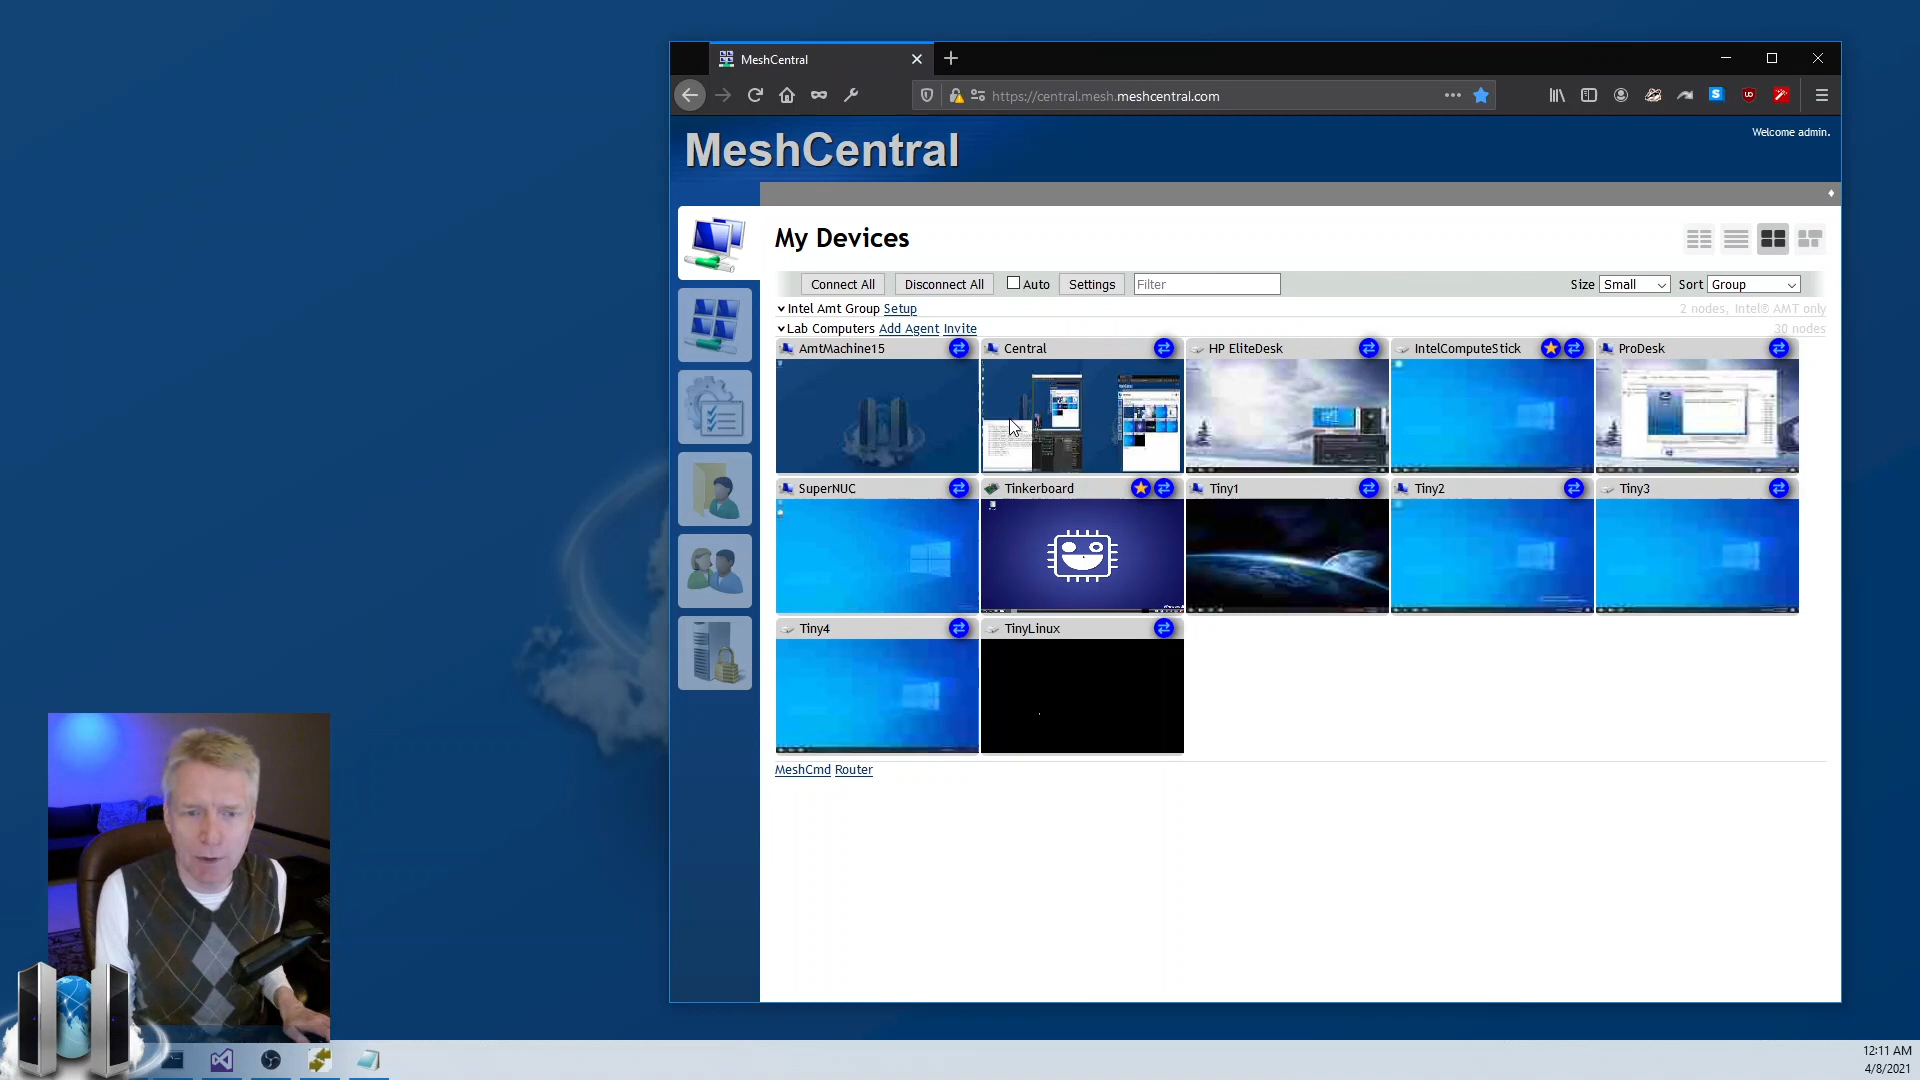 MeshCentral
https://central.mesh.meshcentral.com
S
MeshCentral
Welcome admin.
My Devices
Connect All Disconnect All Auto Settings Filter Size Small Sort Group
Intel Amt Group Setup 2 nodes, Intel® AMT only
Lab Computers Add Agent Invite 30 nodes
AmtMachine15 Central HP EliteDesk IntelComputeStick ProDesk
SuperNUC Tinkerboard Tiny1 Tiny2 Tiny3
Tiny4 TinyLinux
MeshCmd Router
12:11 AM
4/8/2021